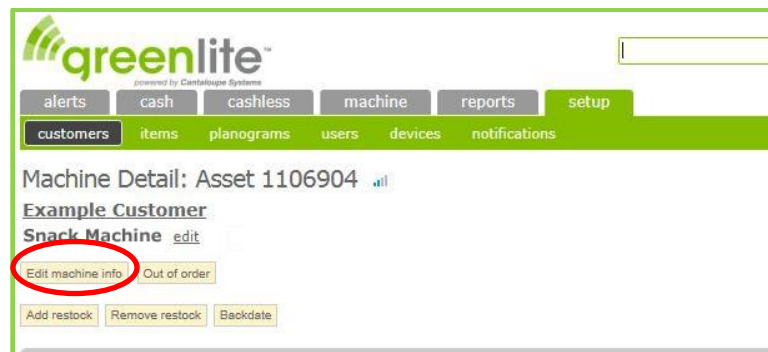 greenlite™
powered by Cantaloupe Systems
alerts cash cashless machine reports setup
customers items planograms users devices notifications
Machine Detail: Asset 1106904
Example Customer
Snack Machine edit
Edit machine info Out of order
Add restock Remove restock Backdate